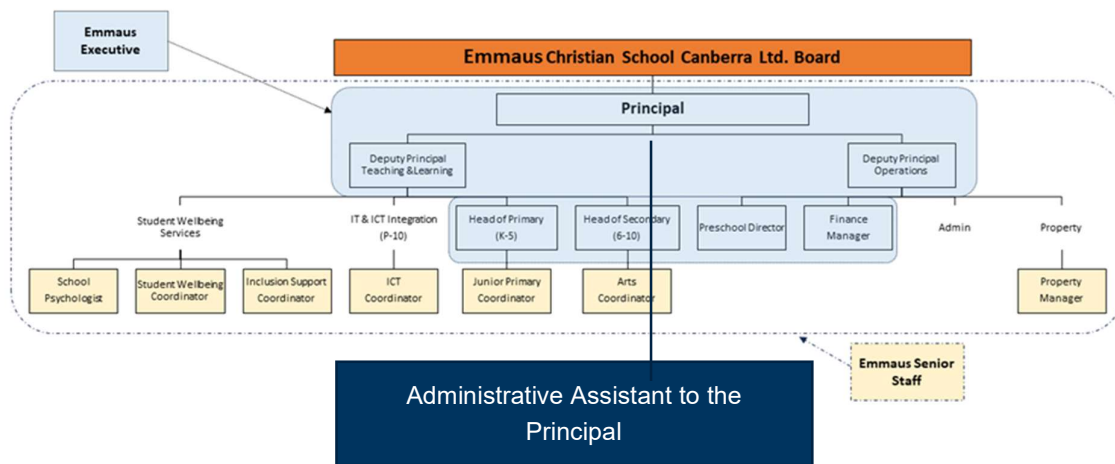 Emmaus
Executive
Emmaus Christian School Canberra Ltd. Board
Principal
Deputy Principal
Teaching &Learning
Deputy Principal
Operations
Student Wellbeing
Services
IT & ICT Integration
(P-10)
Head of Primary
(K-5)
Head of Secondary
(6-10)
Preschool Director
Finance
Manager
Admin
Property
School
Psychologist
Student Wellbeing
Coordinator
Inclusion Support
Coordinator
ICT
Coordinator
Junior Primary
Coordinator
Arts
Coordinator
Property
Manager
Emmaus Senior
Staff
Administrative Assistant to the
Principal